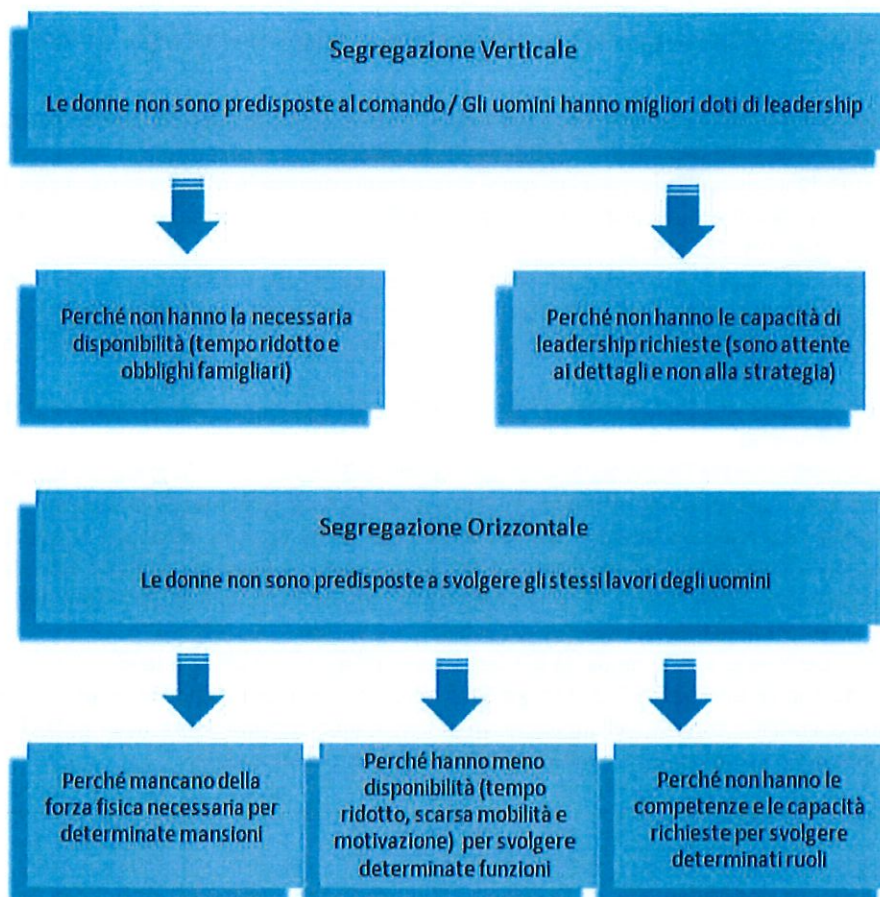 Segregazione Verticale
Le donne non sono predisposte al comando / Gli uomini hanno migliori doti di leadership
Perché non hanno la necessaria
disponibilità (tempo ridotto e
obblighi famigliari)
Perché non hanno le capacità di
leadership richieste (sono attente
ai dettagli e non alla strategia)
Segregazione Orizzontale
Le donne non sono predisposte a svolgere gli stessi lavori degli uomini
Perché mancano della
forza fisica necessaria per
determinate mansioni
Perché hanno meno
disponibilità (tempo
ridotto, scarsa mobilità e
motivazione) per svolgere
determinate funzioni
Perché non hanno le
competenze e le capacità
richieste per svolgere
determinati ruoli